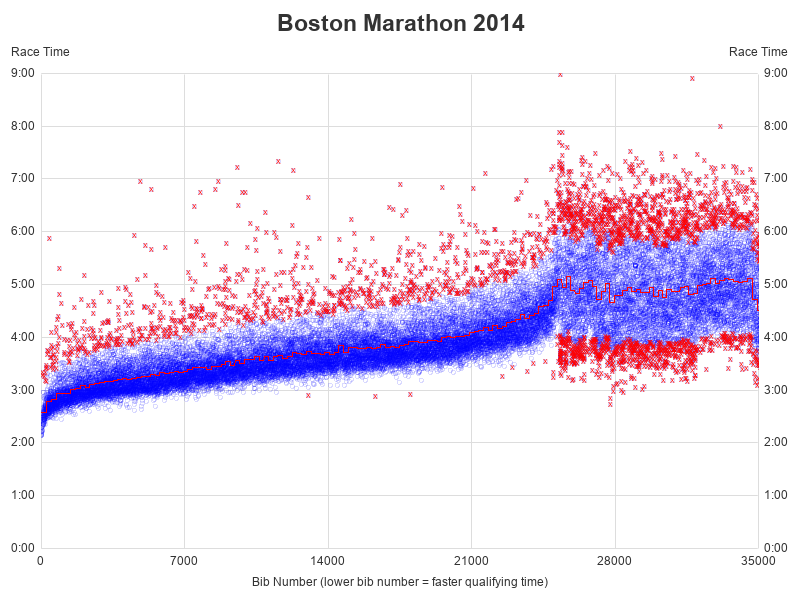 Boston Marathon 2014
Race Time Race Time
9:00 9:00
8:00 8:00
7:00 7:00
6:00 6:00
5:00 5:00
4:00 4:00
3:00 3:00
2:00 2:00
1:00 1:00
0:00 0:00
0 7000 14000 21000 28000 35000
Bib Number (lower bib number = faster qualifying time)